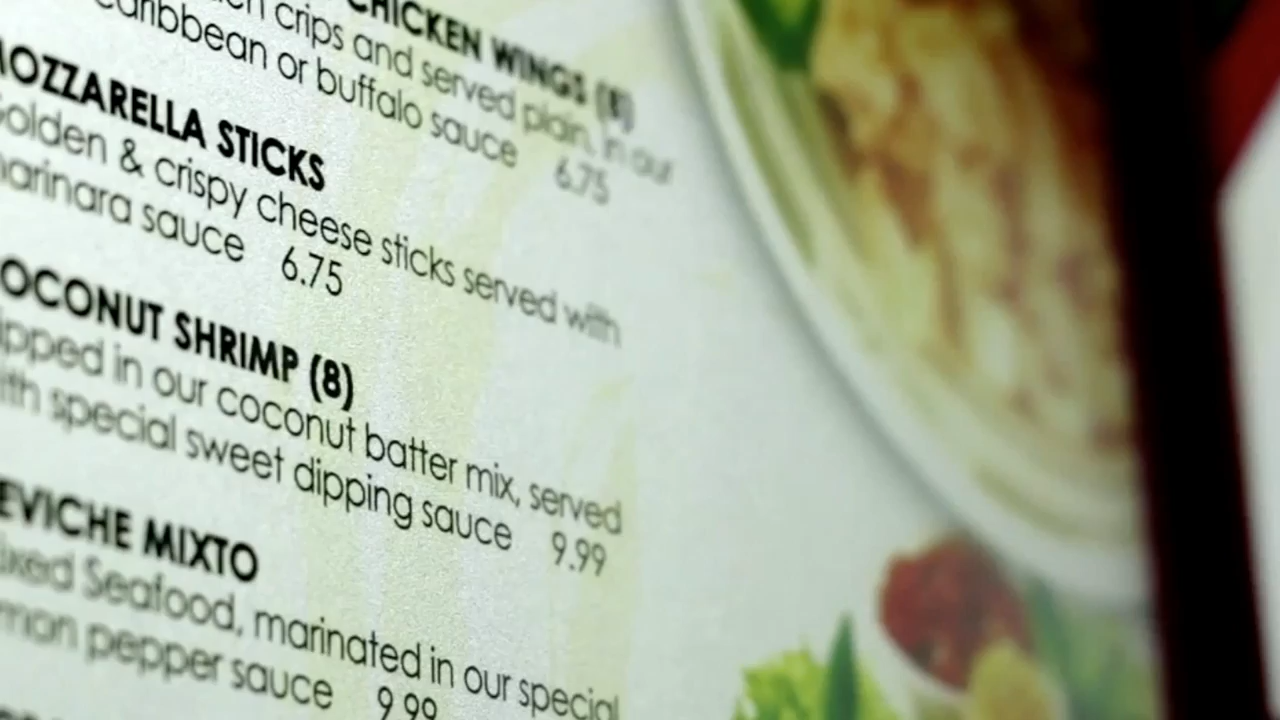 CHICKEN WINGS (8)
crips and served plain, in our
caribbean or buffalo sauce 6.75
MOZZARELLA STICKS
Golden & crispy cheese sticks served with
marinara sauce 6.75
OCONUT SHRIMP (8)
ipped in our coconut batter mix, served
ith special sweet dipping sauce 9.99
EVICHE MIXTO
ixed Seafood, marinated in our special
mon pepper sauce 9.99